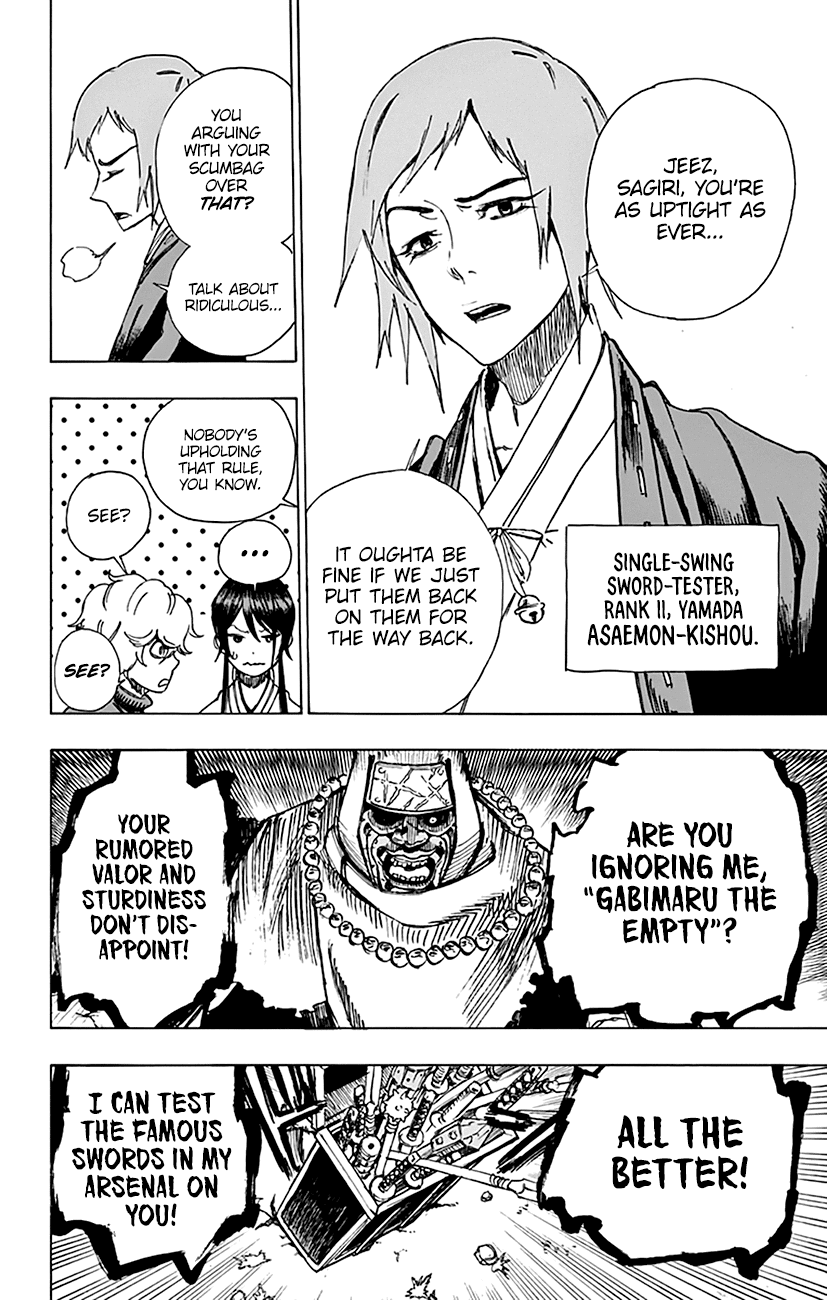 JEEZ,
SAGIRI, YOU'RE
AS UPTIGHT AS
EVER...
SINGLE-SWING
SWORD-TESTER,
RANK 11, YAMADA
ASAEMON-KISHOU.
IT OUGHTA BE
FINE IF WE JUST
PUT THEM BACK
ON THEM FOR
THE WAY BACK.
YOU
ARGUING
WITH YOUR
SCUMBAG
OVER
THAT?
TALK ABOUT
RIDICULOUS...
NOBODY'S
UPHOLDING
THAT RULE,
YOU KNOW.
...
SEE?
SEE?
ARE YOU
IGNORING ME,
"GABIMARU THE
EMPTY"?
YOUR
RUMORED
VALOR AND
STURDINESS
DON'T DIS-
APPOINT!
ALL THE
BETTER!
I CAN TEST
THE FAMOUS
SWORDS IN MY
ARSENAL ON
YOU!